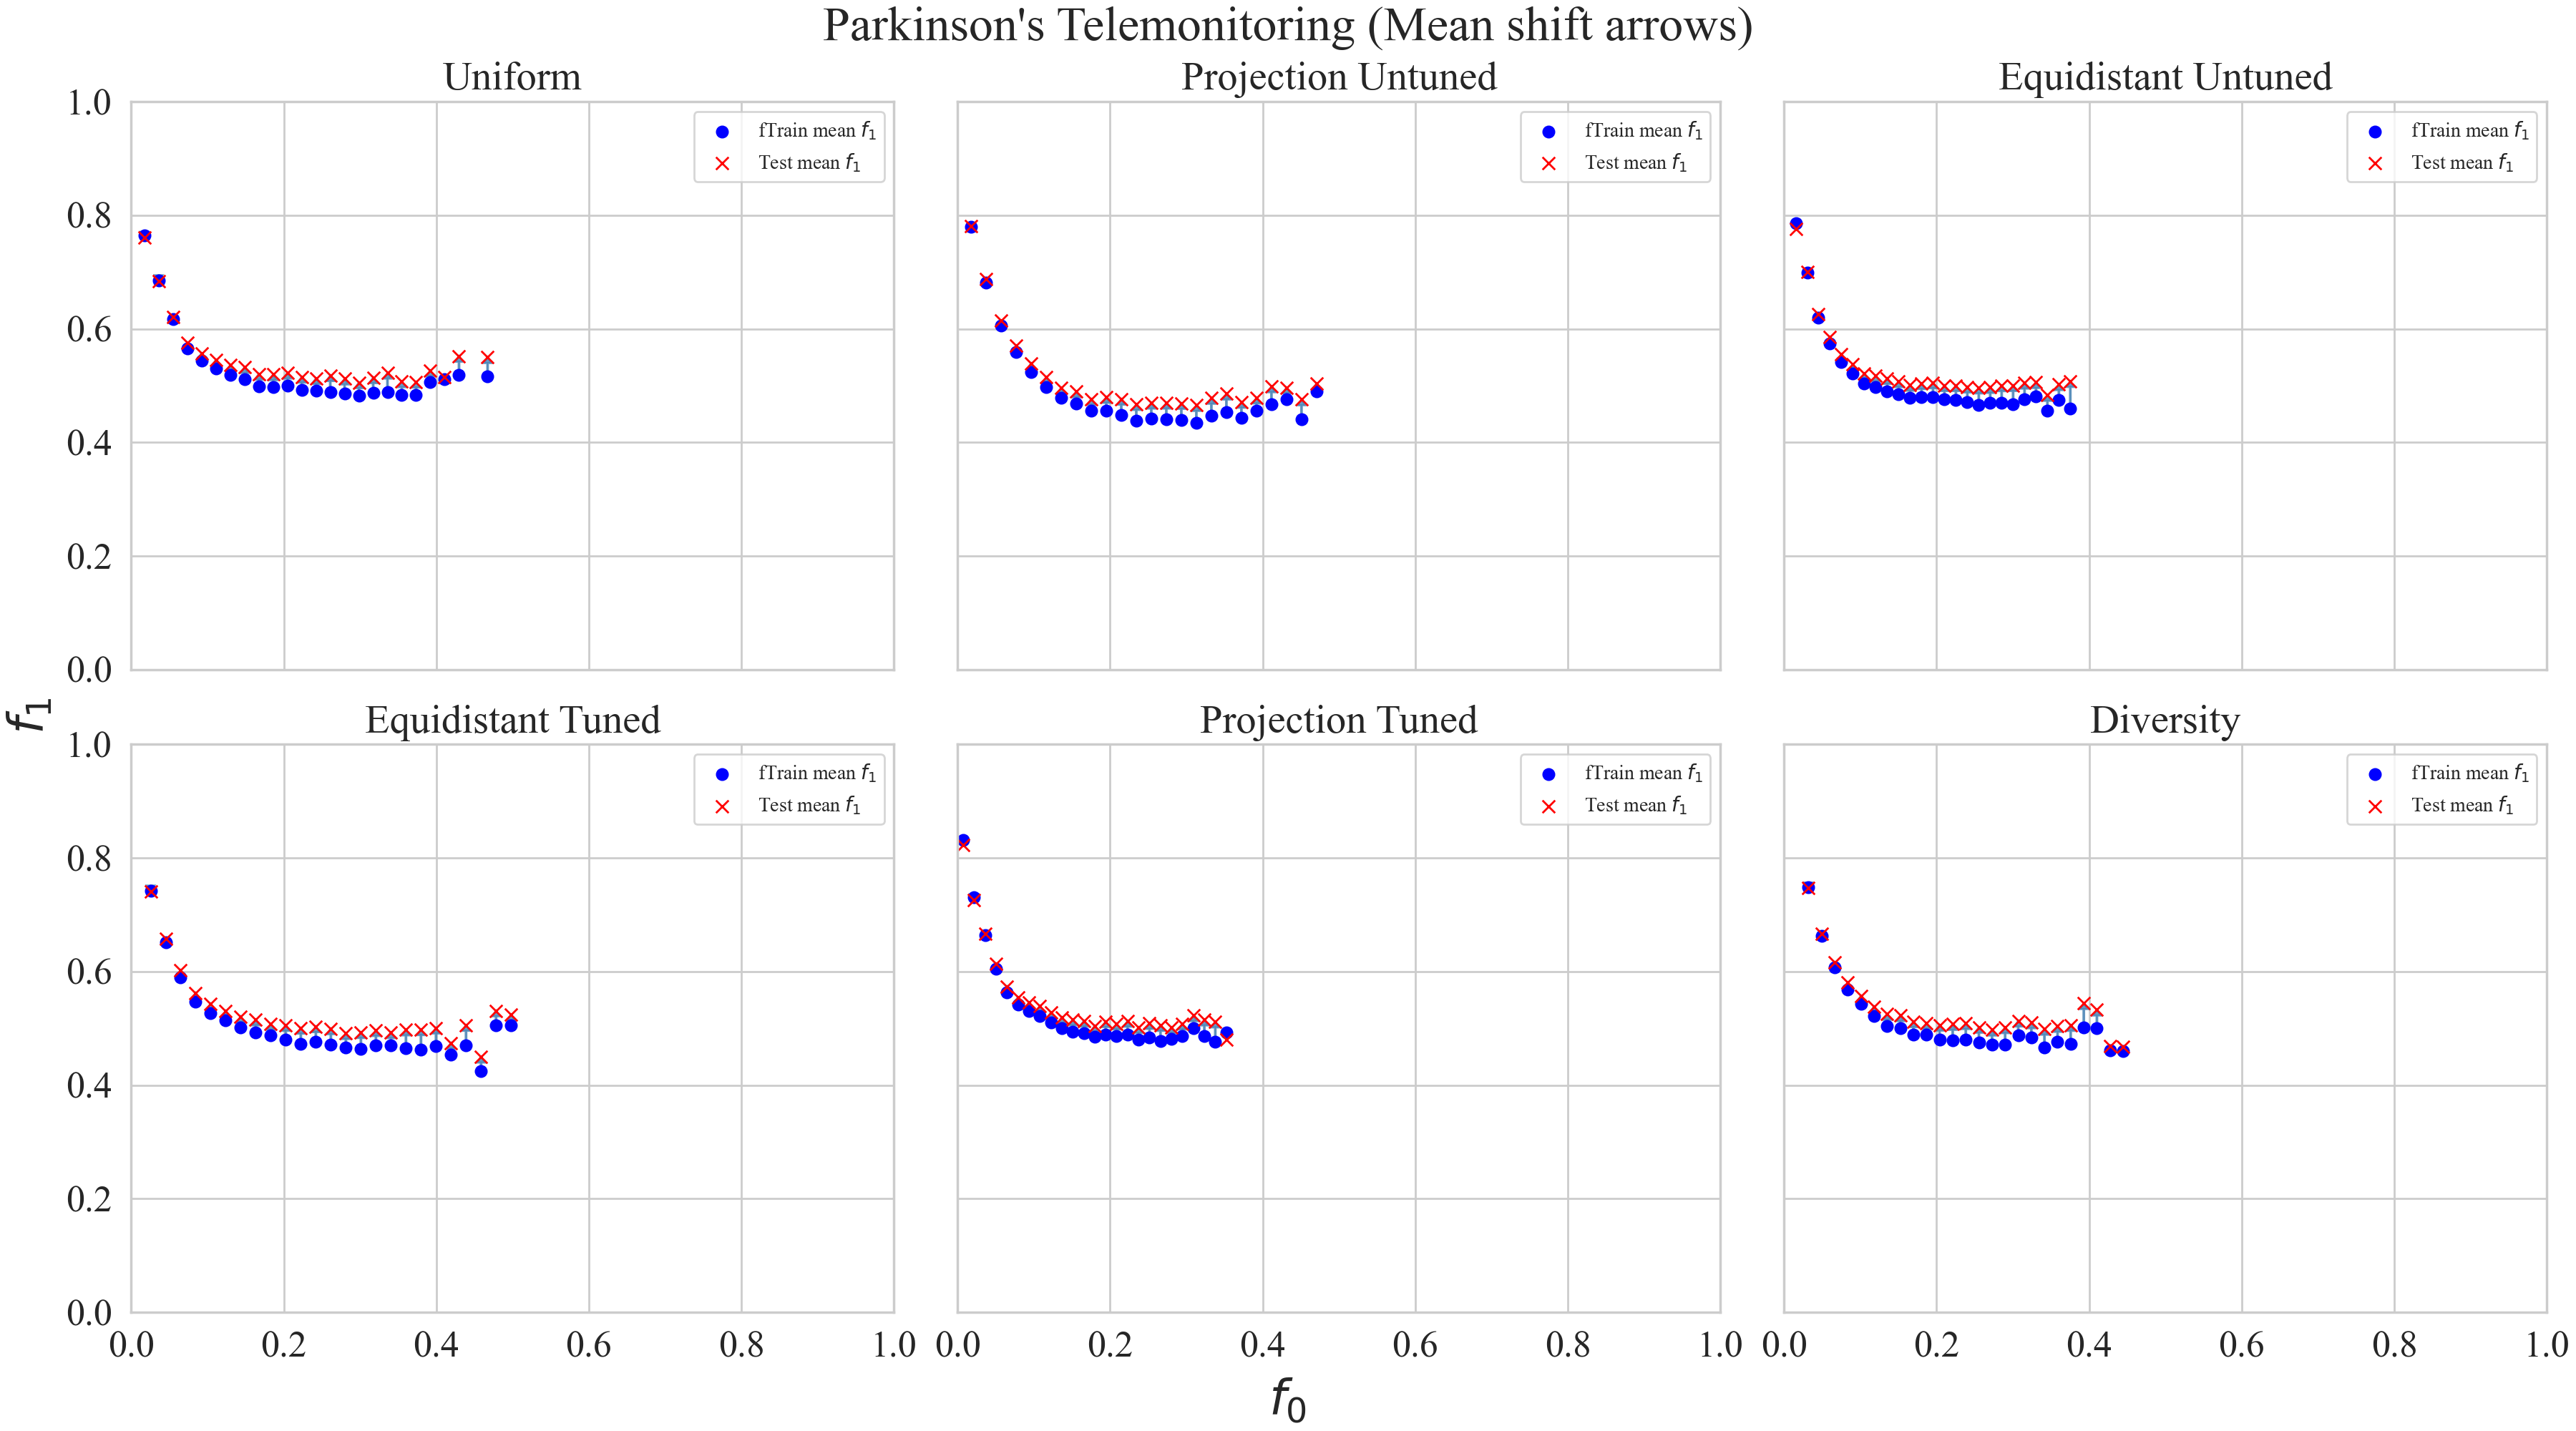 Parkinson's Telemonitoring (Mean shift arrows)
Uniform
Projection Untuned
Equidistant Untuned
1.0
0.8
0.6
0.4
0.2
0.0
fTrain mean f₁
Test mean f₁
fTrain mean f₁
Test mean f₁
fTrain mean f₁
Test mean f₁
f₁
Equidistant Tuned
Projection Tuned
Diversity
1.0
0.8
0.6
0.4
0.2
0.0
fTrain mean f₁
Test mean f₁
fTrain mean f₁
Test mean f₁
fTrain mean f₁
Test mean f₁
0.0 0.2 0.4 0.6 0.8 1.0
0.0 0.2 0.4 0.6 0.8 1.0
0.0 0.2 0.4 0.6 0.8 1.0
f₀